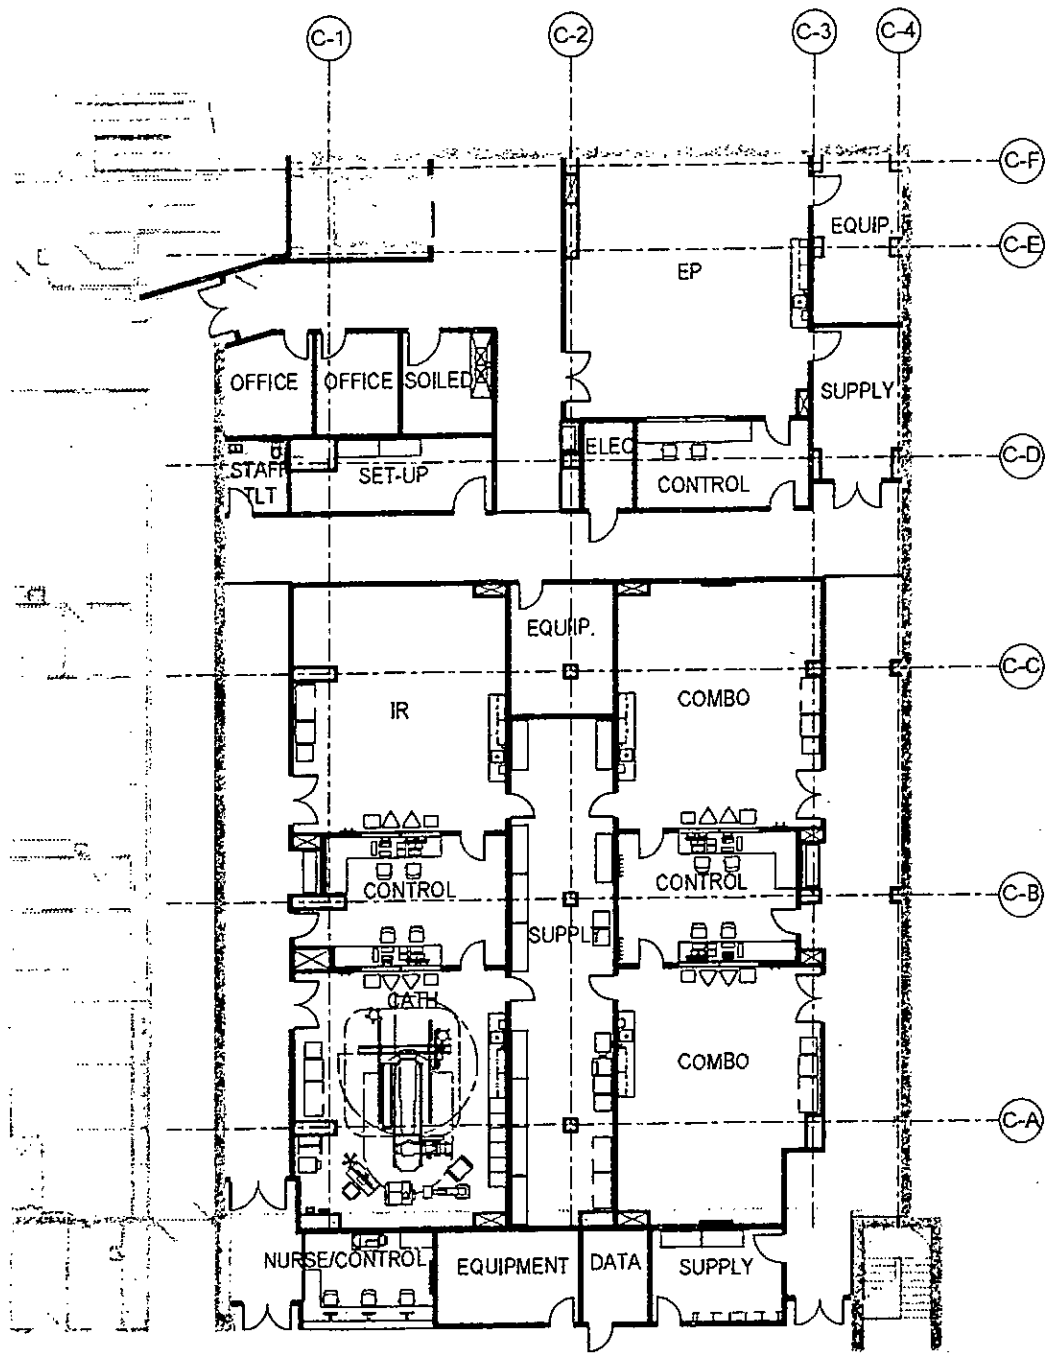 C-1
C-2
C-3
C-4
C-F
EQUIP.
C-E
EP
OFFICE
OFFICE
SOILED
SUPPLY
ELEC
STAFF
TLT
SET-UP
CONTROL
C-D
EQUIP.
C-C
IR
COMBO
CONTROL
CONTROL
C-B
SUPPLY
CATH
COMBO
C-A
NURSE/CONTROL
EQUIPMENT
DATA
SUPPLY